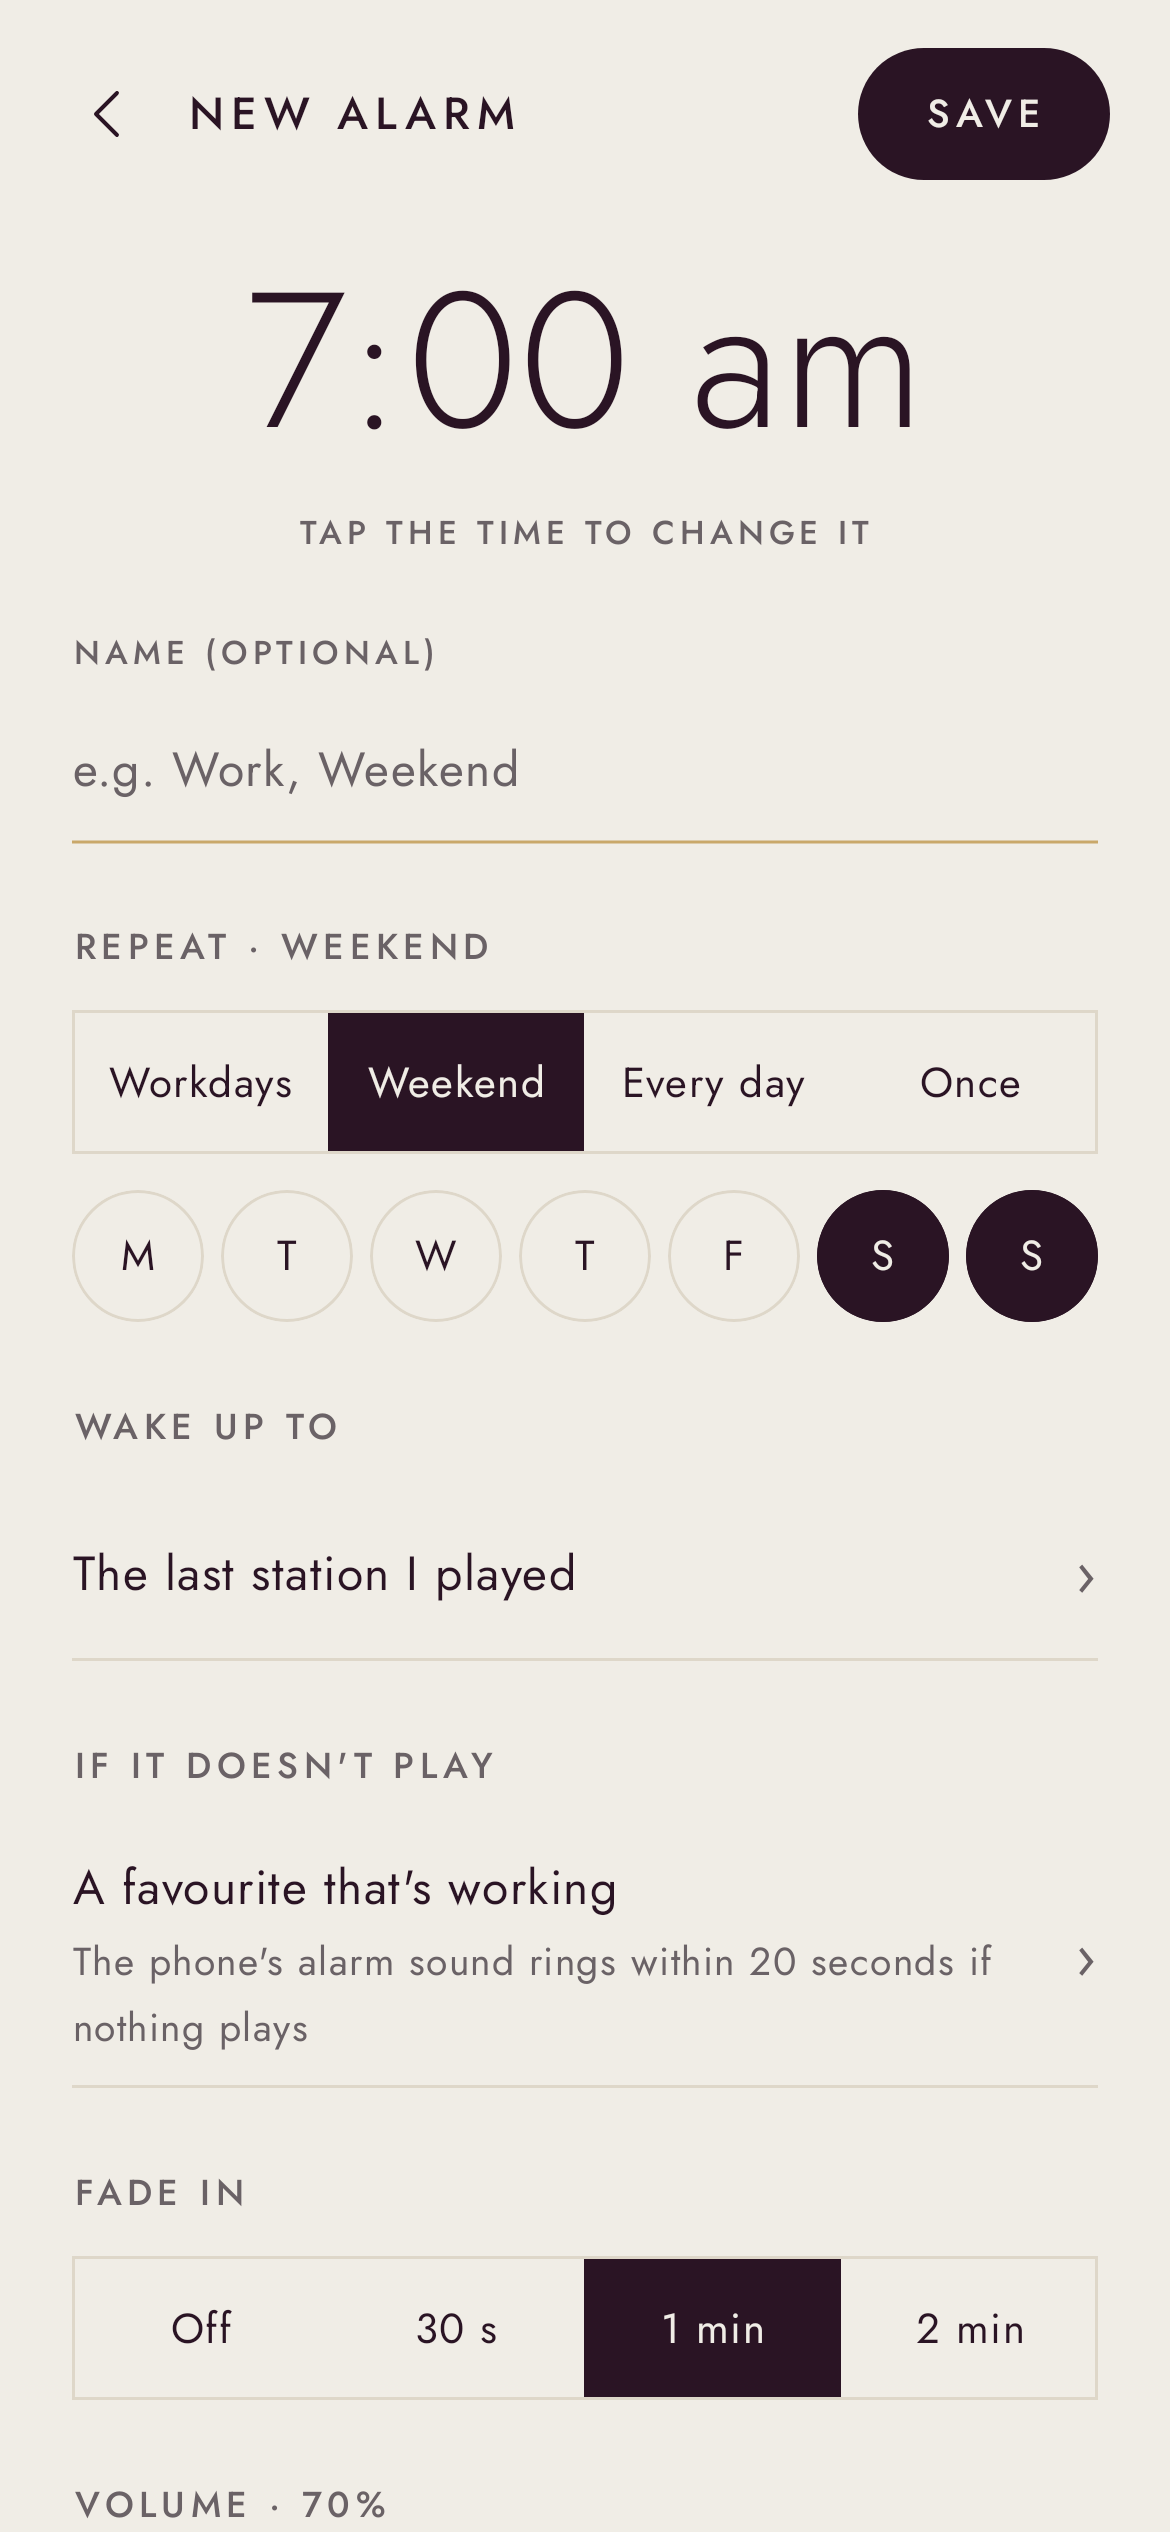 NEW ALARM
SAVE
7:00 am
TAP THE TIME TO CHANGE IT
NAME (OPTIONAL)
e.g. Work, Weekend
REPEAT · WEEKEND
Workdays Weekend Every day Once
M T W T F S S
WAKE UP TO
The last station I played
IF IT DOESN'T PLAY
A favourite that's working
The phone's alarm sound rings within 20 seconds if
nothing plays
FADE IN
Off 30 s 1 min 2 min
VOLUME · 70%